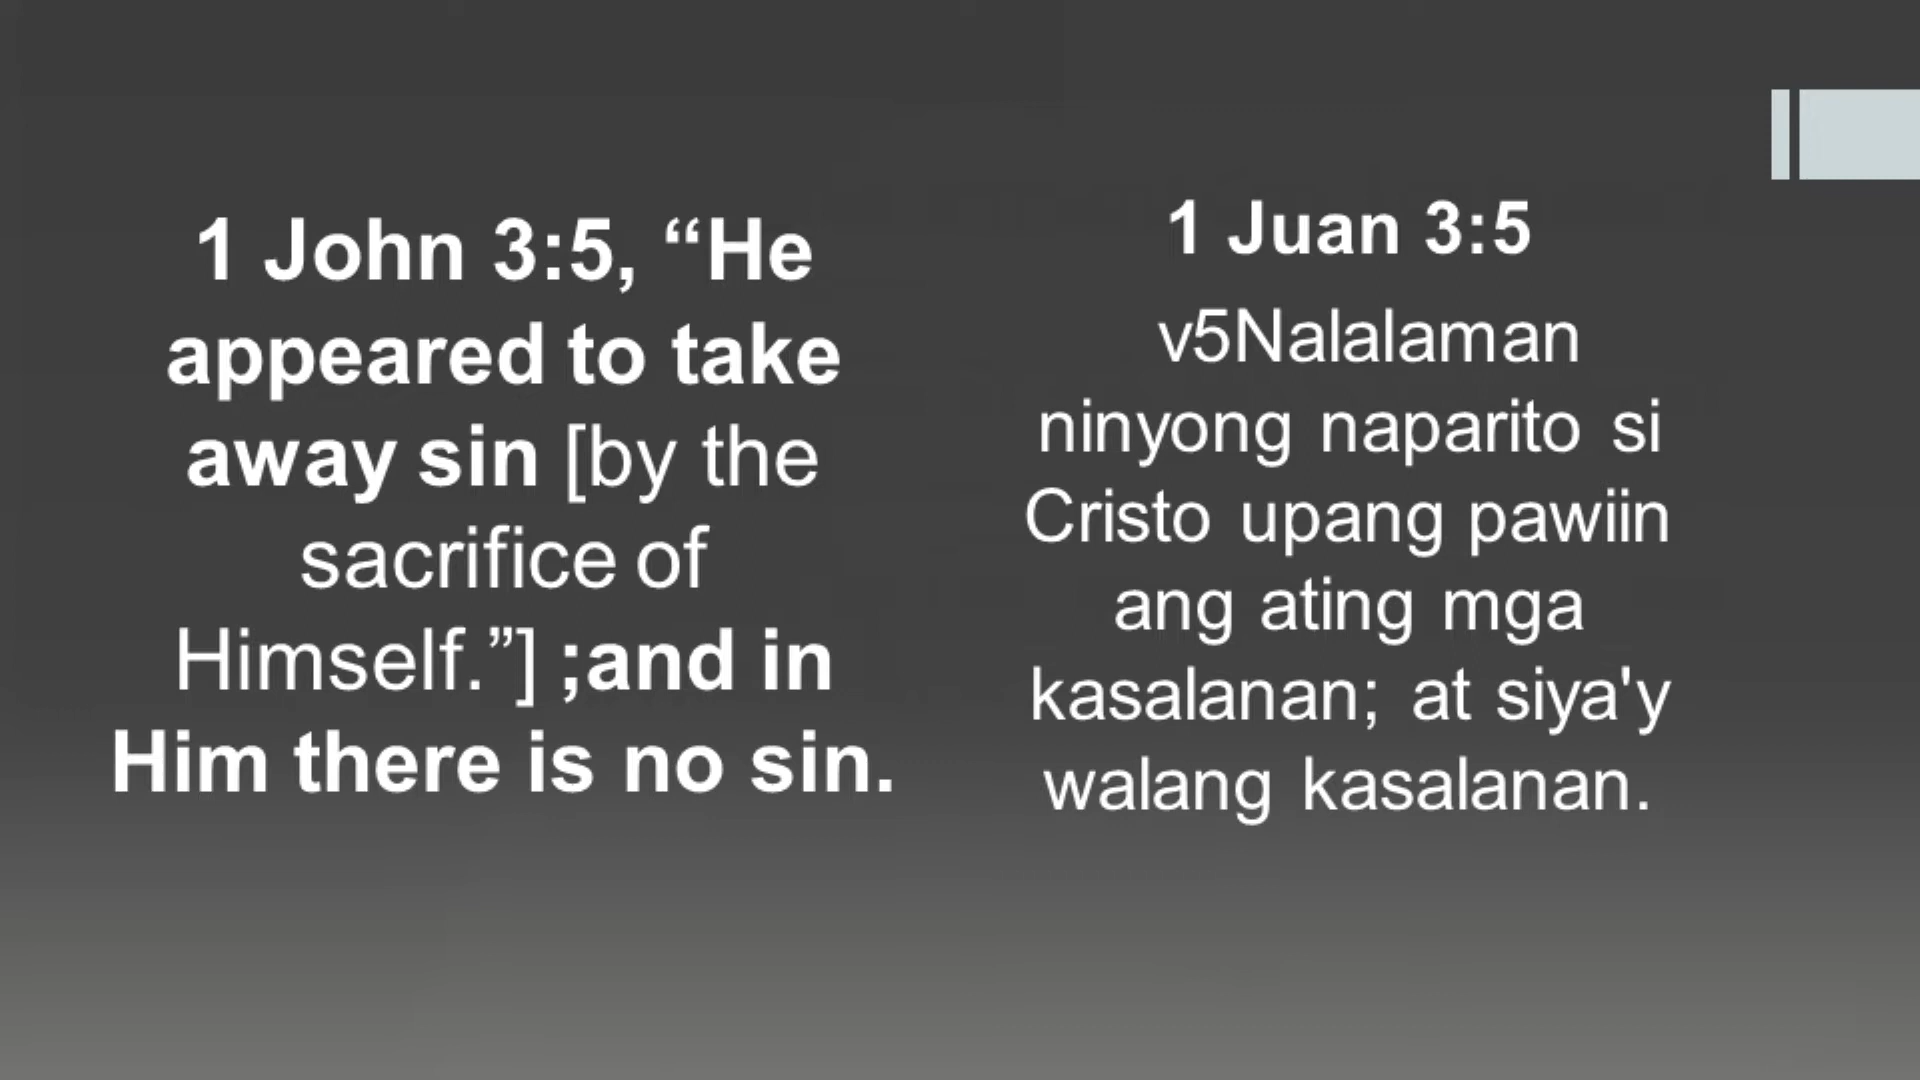 1 John 3:5, “He
appeared to take
away sin [by the
sacrifice of
Himself.”] ;and in
Him there is no sin.
1 Juan 3:5
v5Nalalaman
ninyong naparito si
Cristo upang pawiin
ang ating mga
kasalanan; at siya'y
walang kasalanan.